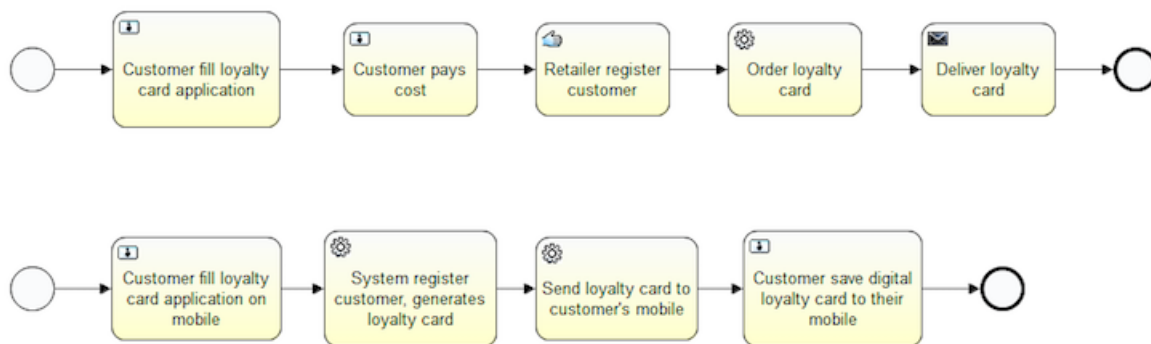 Customer fill loyalty
card application
Customer pays
cost
Retailer register
customer
Order loyalty
card
Deliver loyalty
card
Customer fill loyalty
card application on
mobile
System register
customer, generates
loyalty card
Send loyalty card to
customer's mobile
Customer save digital
loyalty card to their
mobile